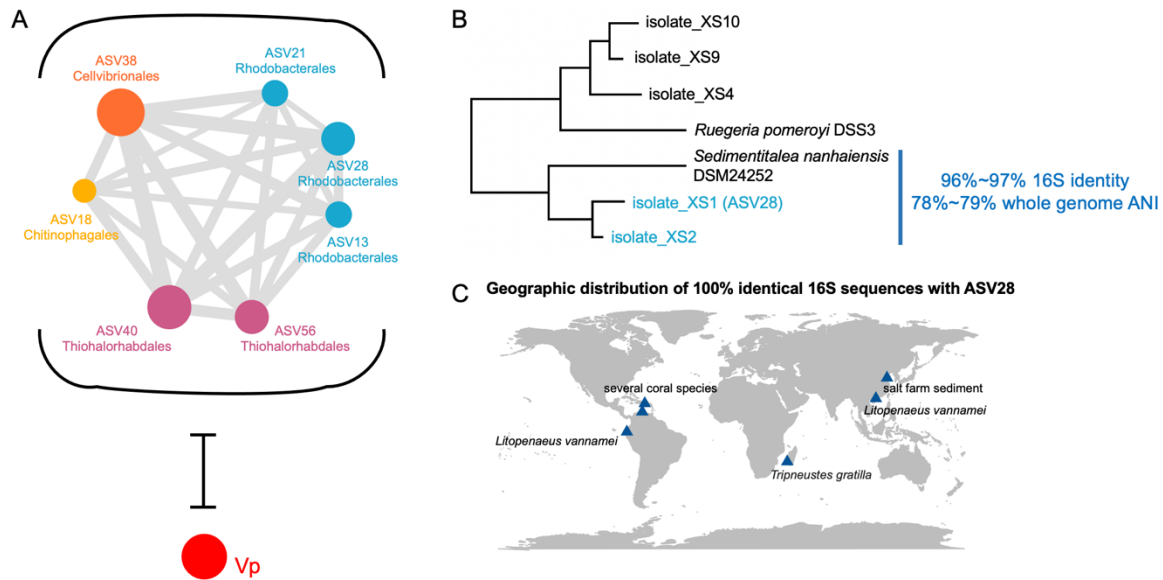 A
ASV38
Cellvibrionales
ASV21
Rhodobacterales
ASV28
Rhodobacterales
ASV18
Chitinophagales
ASV13
Rhodobacterales
ASV40
Thiohalorhabdales
ASV56
Thiohalorhabdales
Vp
B
isolate_XS10
isolate_XS9
isolate_XS4
Ruegeria pomeroyi DSS3
Sedimentitalea nanhaiensis
DSM24252
isolate_XS1 (ASV28)
isolate_XS2
96%~97% 16S identity
78%~79% whole genome ANI
C
Geographic distribution of 100% identical 16S sequences with ASV28
several coral species
salt farm sediment
Litopenaeus vannamei
Litopenaeus vannamei
Tripneustes gratilla